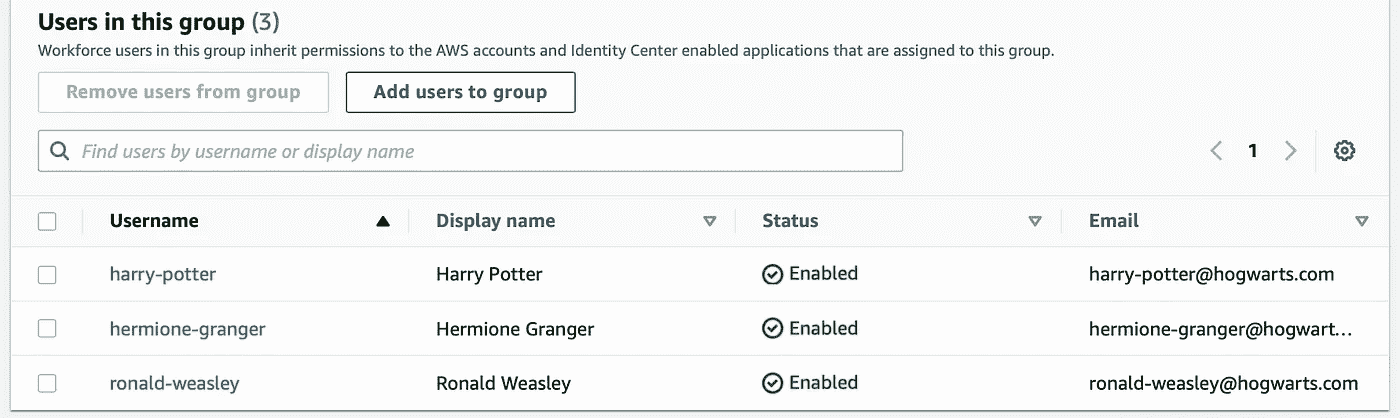 Users in this group (3)
Workforce users in this group inherit permissions to the AWS accounts and Identity Center enabled applications that are assigned to this group.
Remove users from group Add users to group
Find users by username or display name 1
Username Display name Status Email
harry-potter Harry Potter Enabled harry-potter@hogwarts.com
hermione-granger Hermione Granger Enabled hermione-granger@hogwart...
ronald-weasley Ronald Weasley Enabled ronald-weasley@hogwarts.com